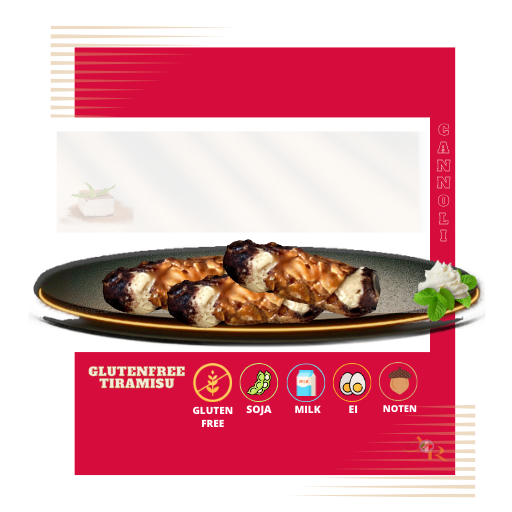 CANNOLI
GLUTENFREE
TIRAMISU
GLUTEN
FREE
SOJA
MILK
EI
NOTEN